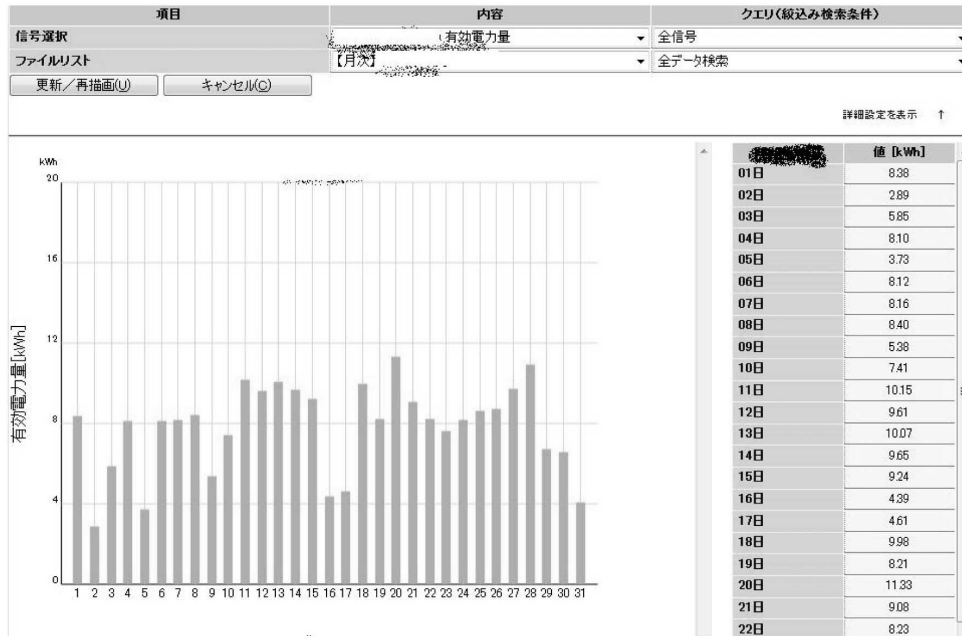 項目 内容 クエリ(絞込み検索条件)
信号選択 有効電力量 全信号
ファイルリスト 【月次】 全データ検索
更新／再描画(U) キャンセル(C)
詳細設定を表示 ↑
kWh
20
16
12
8
4
0
有効電力量[kWh]
1 2 3 4 5 6 7 8 9 10 11 12 13 14 15 16 17 18 19 20 21 22 23 24 25 26 27 28 29 30 31
値 [kWh]
01日 8.38
02日 2.89
03日 5.85
04日 8.10
05日 3.73
06日 8.12
07日 8.16
08日 8.40
09日 5.38
10日 7.41
11日 10.15
12日 9.61
13日 10.07
14日 9.65
15日 9.24
16日 4.39
17日 4.61
18日 9.98
19日 8.21
20日 11.33
21日 9.08
22日 8.23